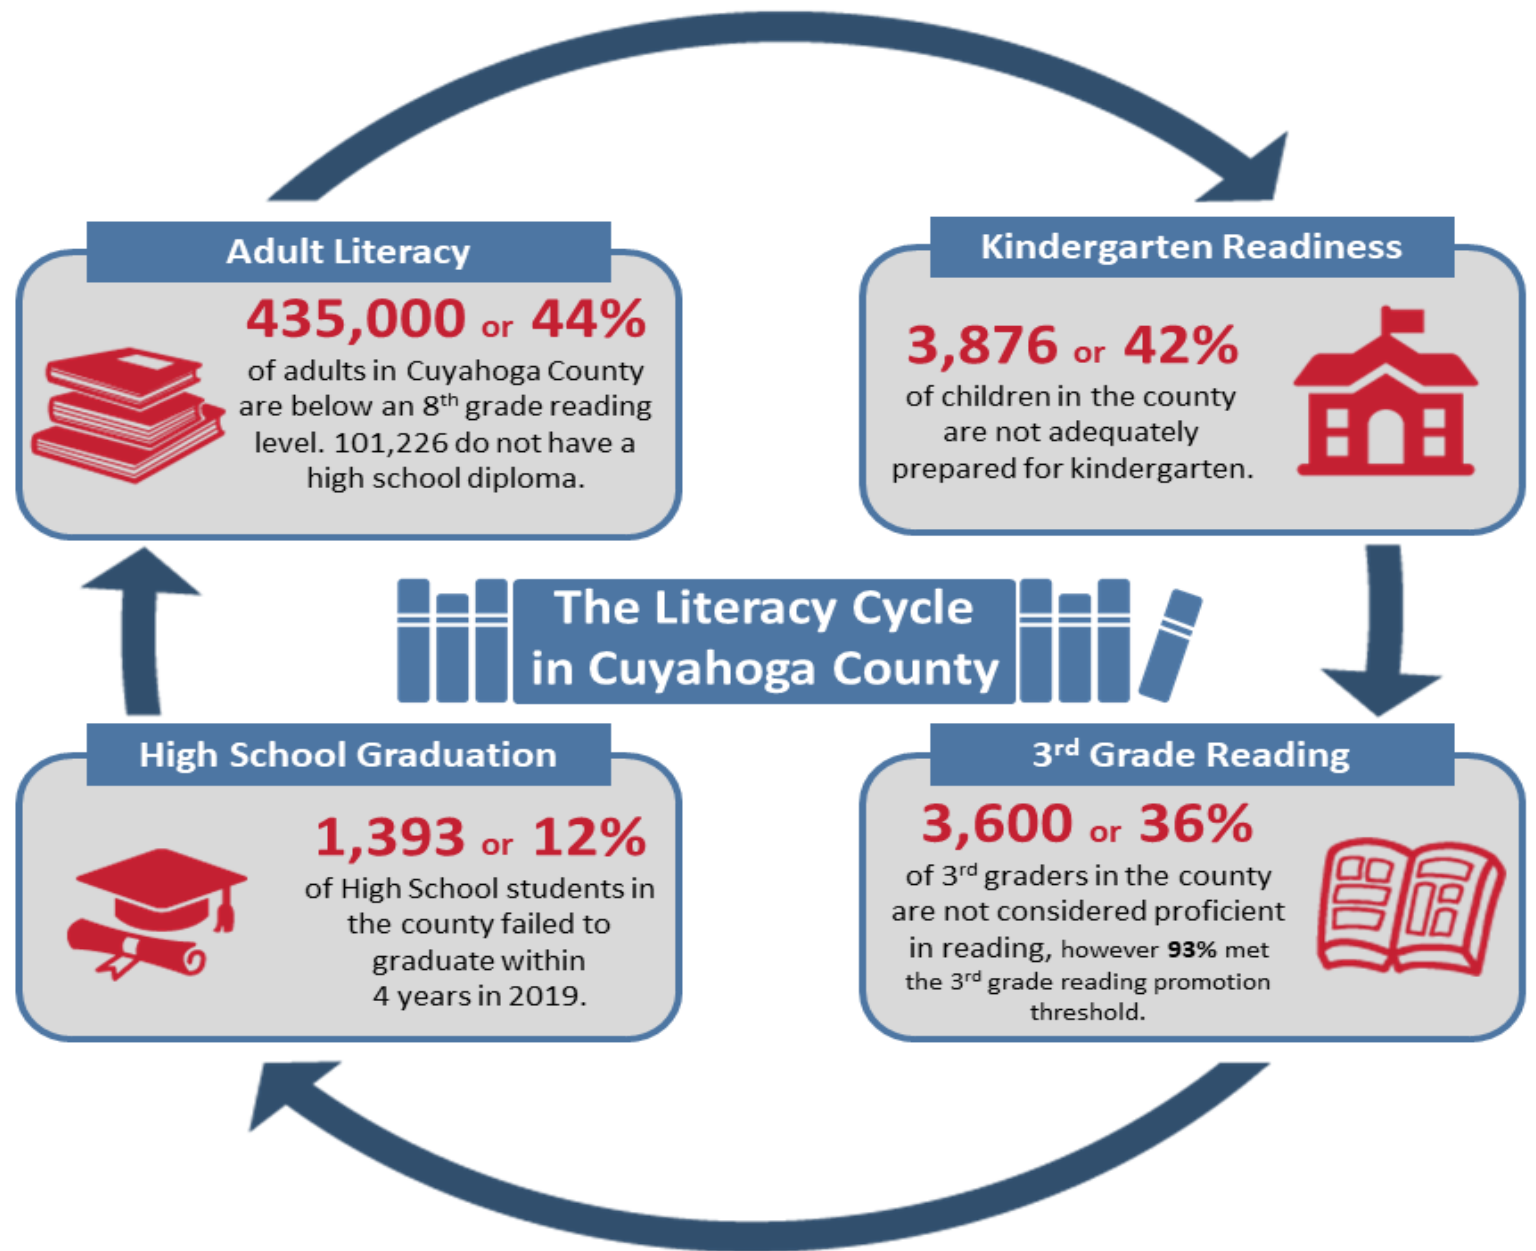 Adult Literacy
435,000 or 44%
of adults in Cuyahoga County
are below an 8th grade reading
level. 101,226 do not have a
high school diploma.
Kindergarten Readiness
3,876 or 42%
of children in the county
are not adequately
prepared for kindergarten.
The Literacy Cycle
in Cuyahoga County
High School Graduation
1,393 or 12%
of High School students in
the county failed to
graduate within
4 years in 2019.
3rd Grade Reading
3,600 or 36%
of 3rd graders in the county
are not considered proficient
in reading, however 93% met
the 3rd grade reading promotion
threshold.